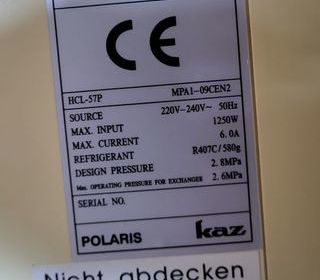 CE
HCL-57P MPA1-09CEN2
SOURCE 220V-240V~ 50Hz
MAX. INPUT 1250W
MAX. CURRENT 6.0A
REFRIGERANT R407C/580g
DESIGN PRESSURE 2.8MPa
Max. OPERATING PRESSURE FOR EXCHANGER 2.6MPa
SERIAL NO.
POLARIS kaz
Nicht abdecken